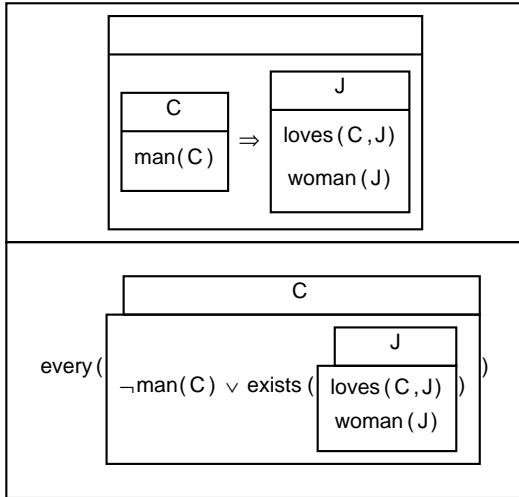 C
J
man(C) ⇒ loves(C,J)
woman(J)
C
J
every( ¬man(C) ∨ exists( loves(C,J) ) )
woman(J)